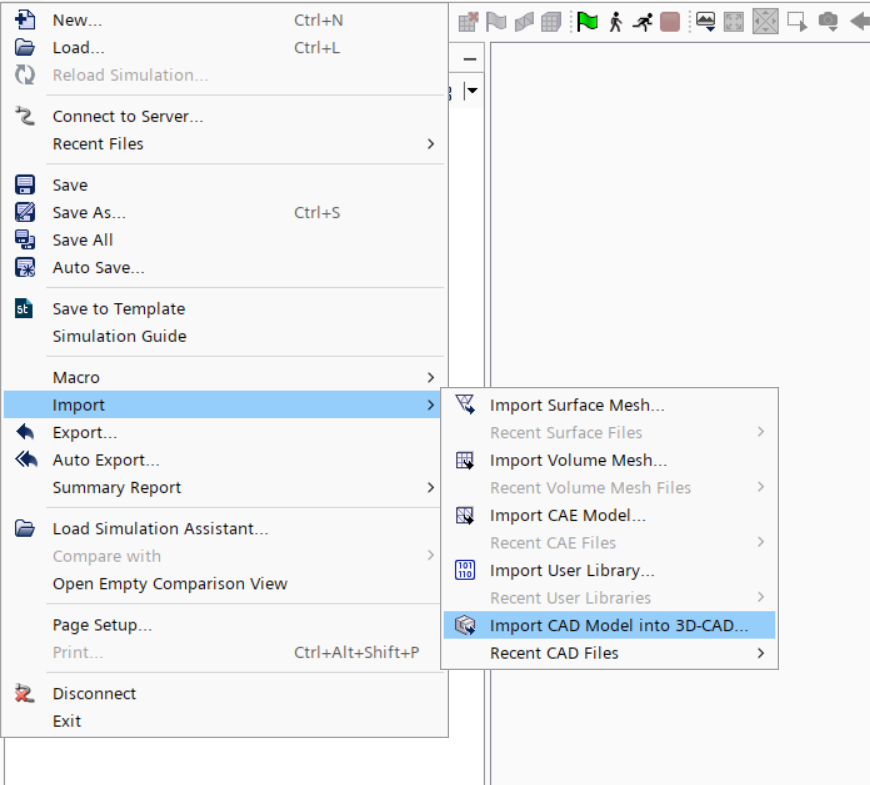 New... Ctrl+N
Load... Ctrl+L
Reload Simulation...
Connect to Server...
Recent Files
Save
Save As... Ctrl+S
Save All
Auto Save...
st Save to Template
Simulation Guide
Macro
Import
Export...
Auto Export...
Summary Report
Load Simulation Assistant...
Compare with
Open Empty Comparison View
Page Setup...
Print... Ctrl+Alt+Shift+P
Disconnect
Exit
Import Surface Mesh...
Recent Surface Files
Import Volume Mesh...
Recent Volume Mesh Files
Import CAE Model...
Recent CAE Files
101
110 Import User Library...
Recent User Libraries
Import CAD Model into 3D-CAD...
Recent CAD Files